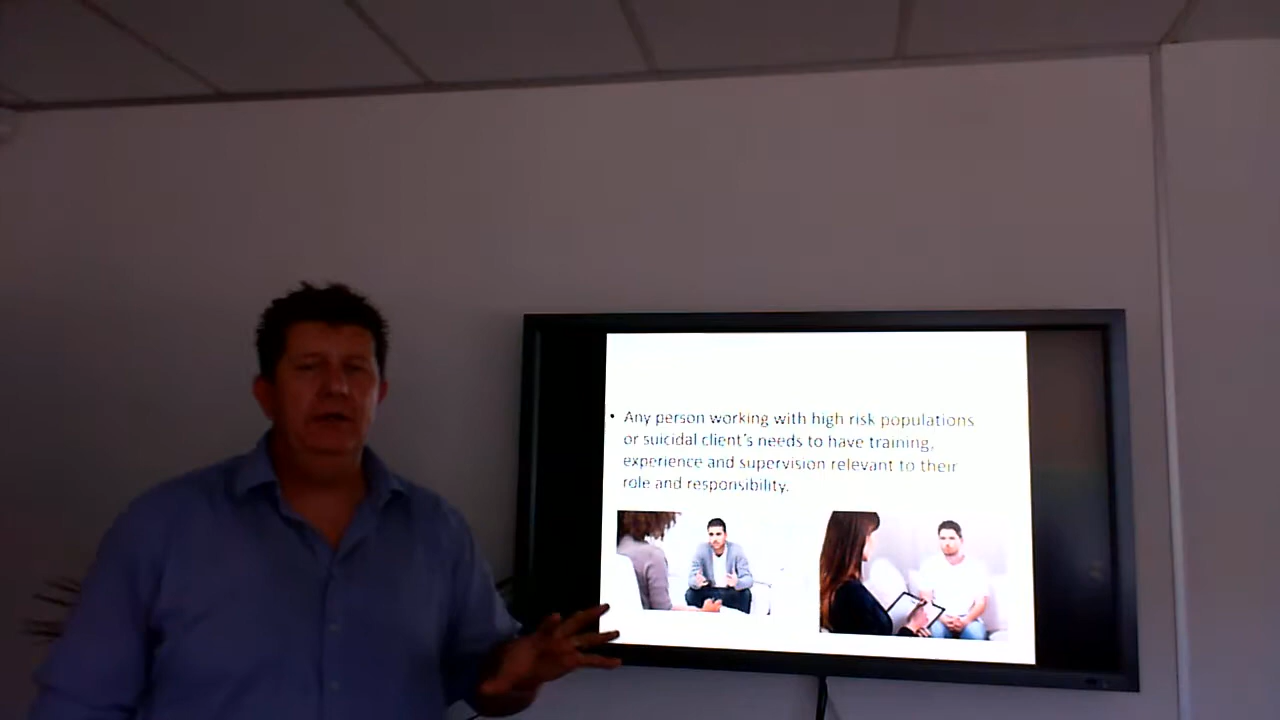 • Any person working with high risk populations
or suicidal client's needs to have training,
experience and supervision relevant to their
role and responsibility.